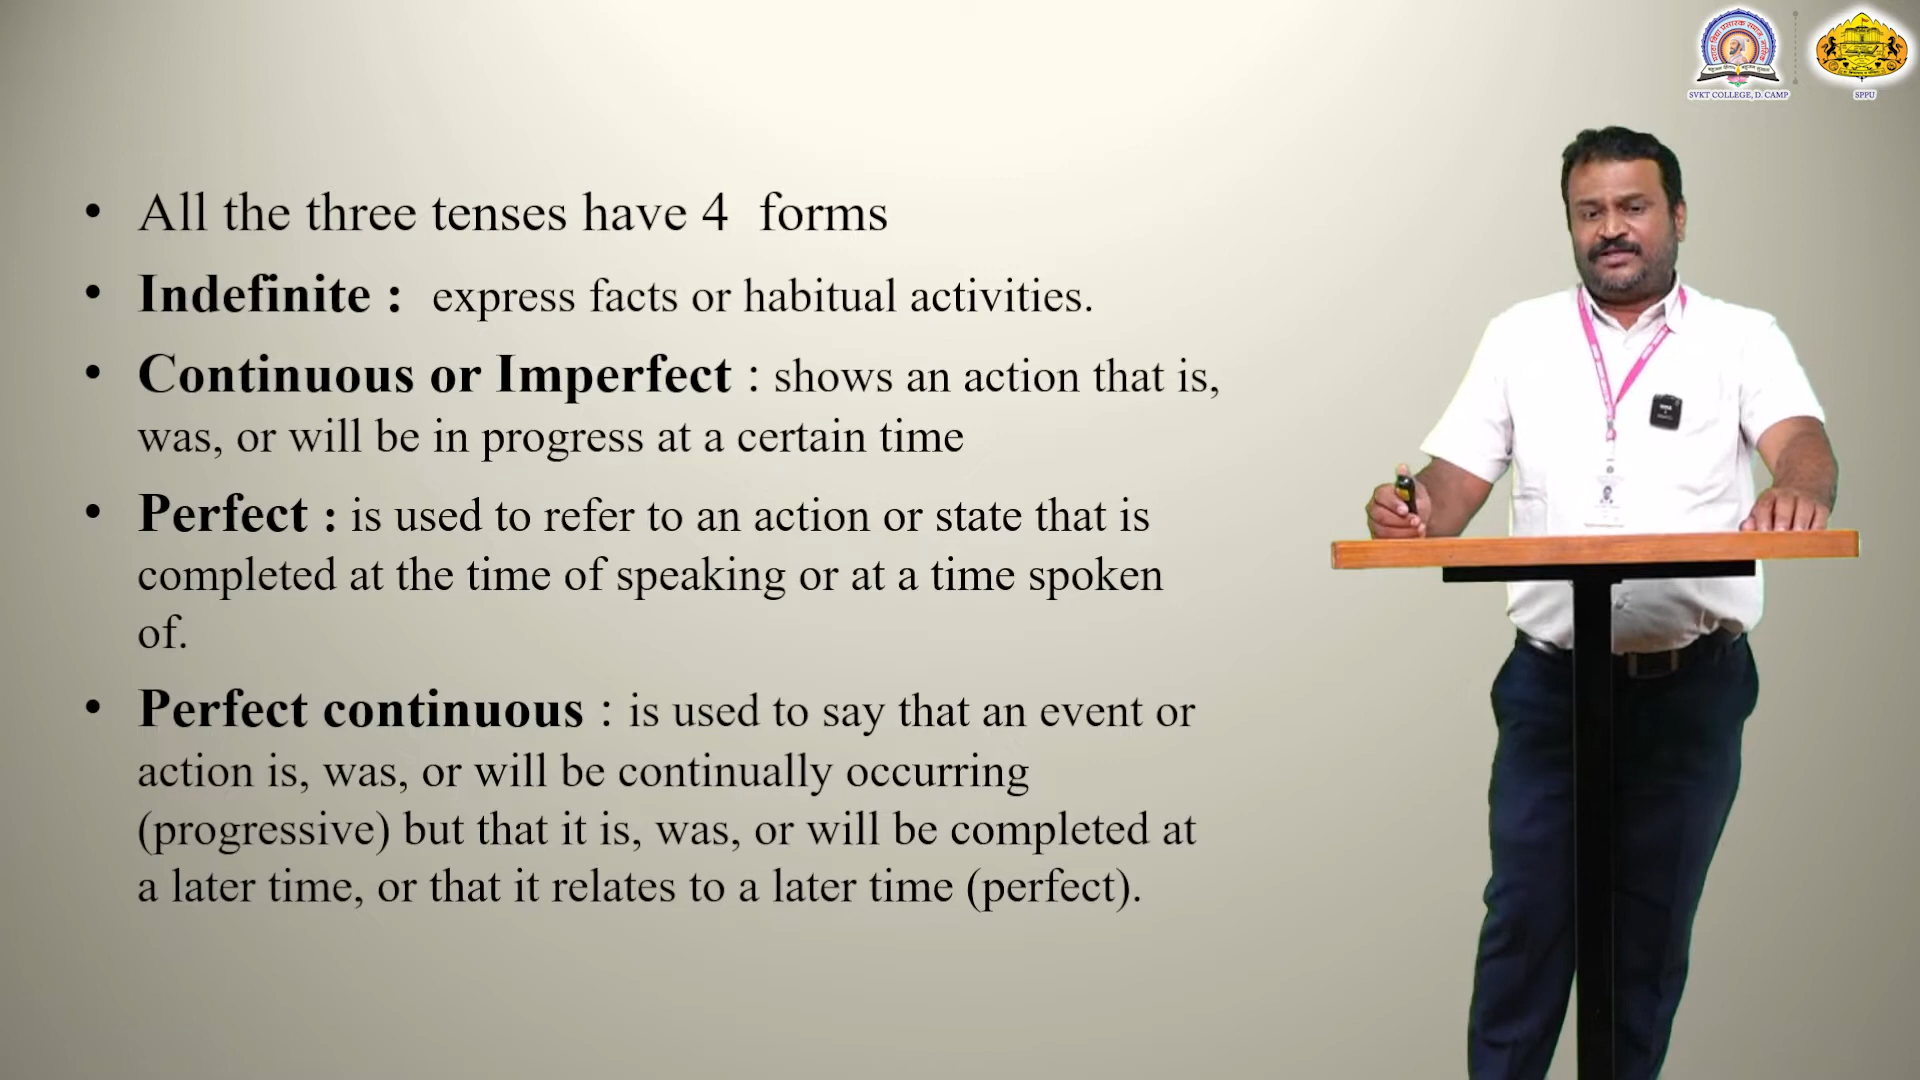 • All the three tenses have 4 forms
• Indefinite : express facts or habitual activities.
• Continuous or Imperfect : shows an action that is,
was, or will be in progress at a certain time
• Perfect : is used to refer to an action or state that is
completed at the time of speaking or at a time spoken
of.
• Perfect continuous : is used to say that an event or
action is, was, or will be continually occurring
(progressive) but that it is, was, or will be completed at
a later time, or that it relates to a later time (perfect).
SVKT COLLEGE, D. CAMP
SPPU